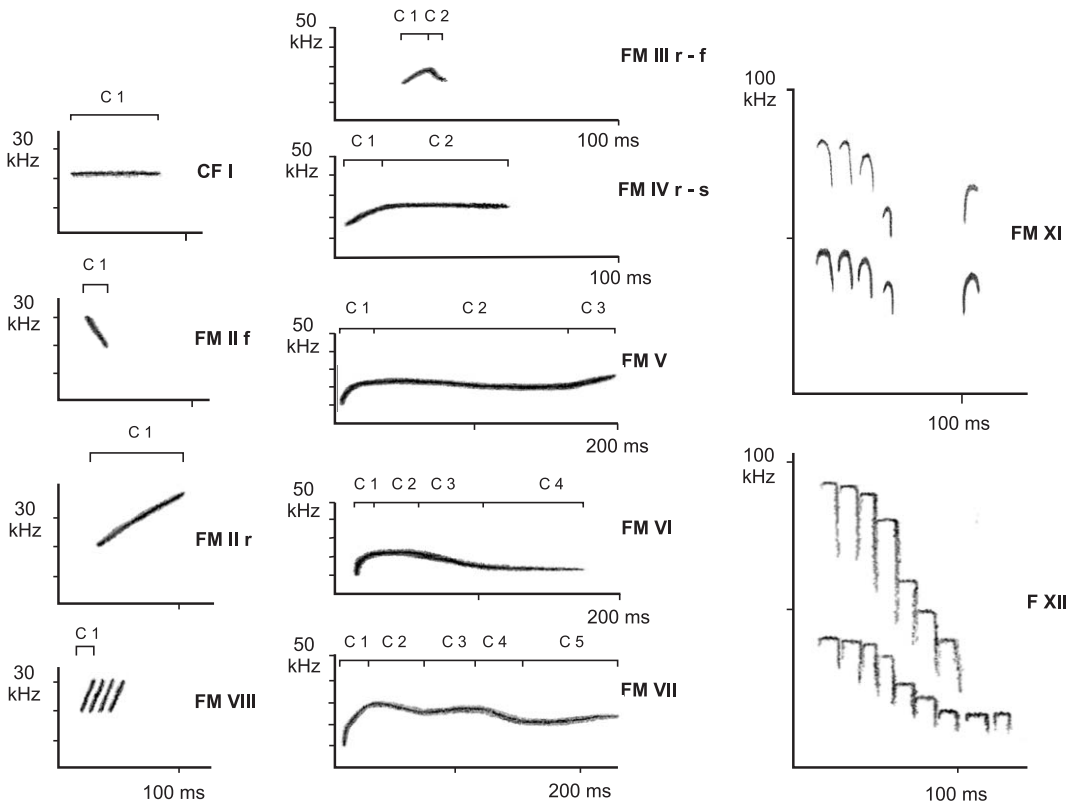 C 1
30
kHz
CF I
C 1
30
kHz
FM II f
C 1
30
kHz
FM II r
C 1
30
kHz
FM VIII
100 ms
50
kHz
C 1 C 2
FM III r - f
100 ms
50
kHz
C 1 C 2
FM IV r - s
100 ms
50
kHz
C 1 C 2 C 3
FM V
200 ms
50
kHz
C 1 C 2 C 3 C 4
FM VI
200 ms
50
kHz
C 1 C 2 C 3 C 4 C 5
FM VII
200 ms
100
kHz
FM XI
100 ms
100
kHz
F XII
100 ms